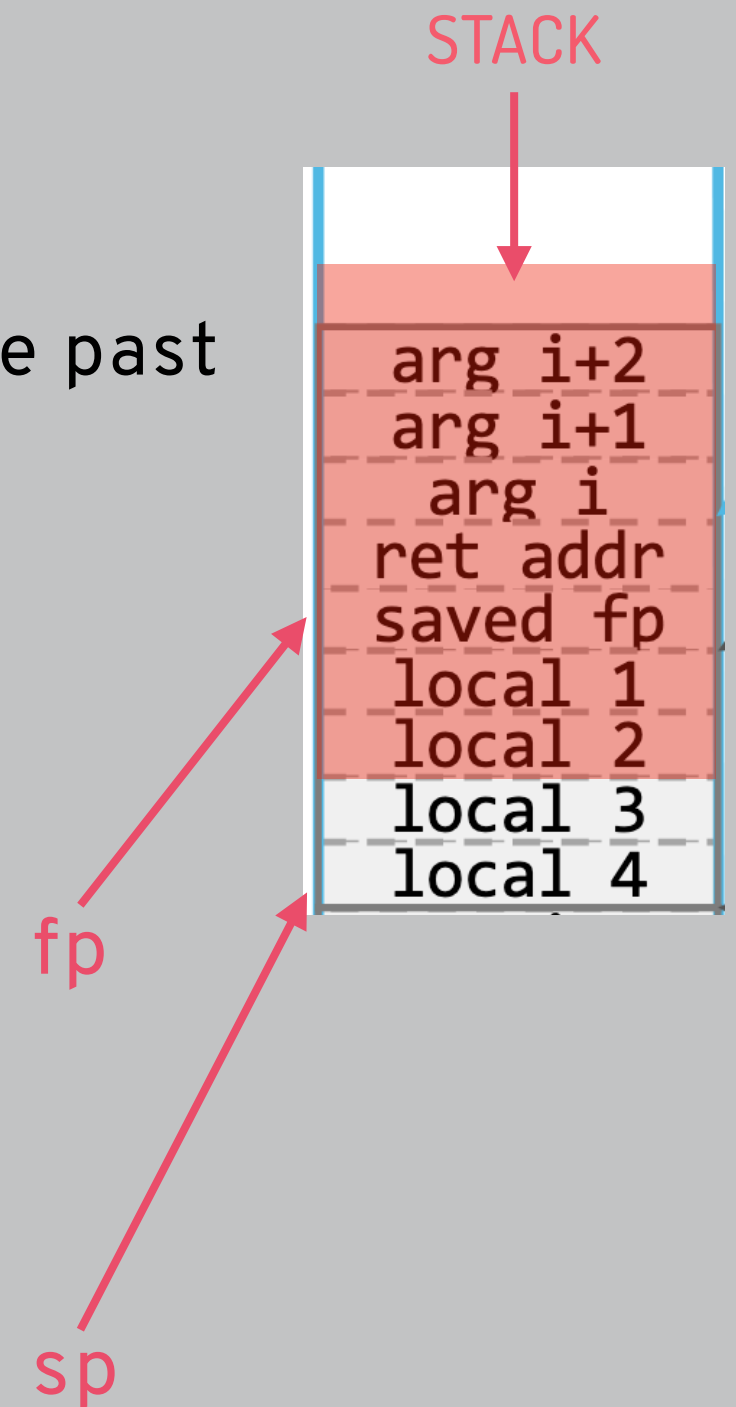 STACK
e past
arg i+2
arg i+1
arg i
ret addr
saved fp
local 1
local 2
local 3
local 4
fp
sp